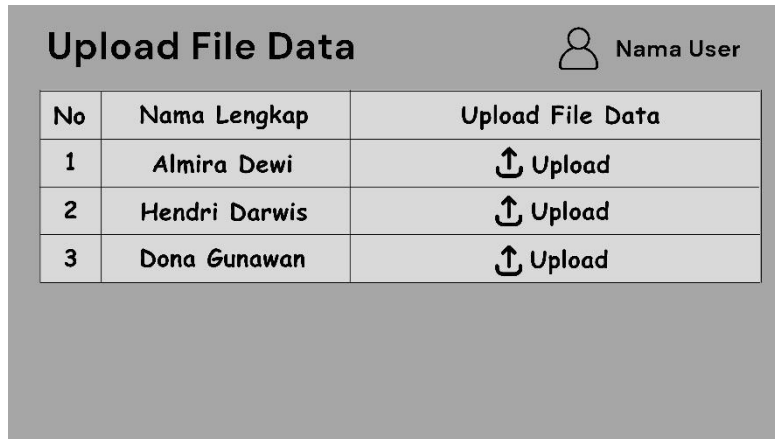 Upload File Data
Nama User
No Nama Lengkap Upload File Data
1 Almira Dewi Upload
2 Hendri Darwis Upload
3 Dona Gunawan Upload